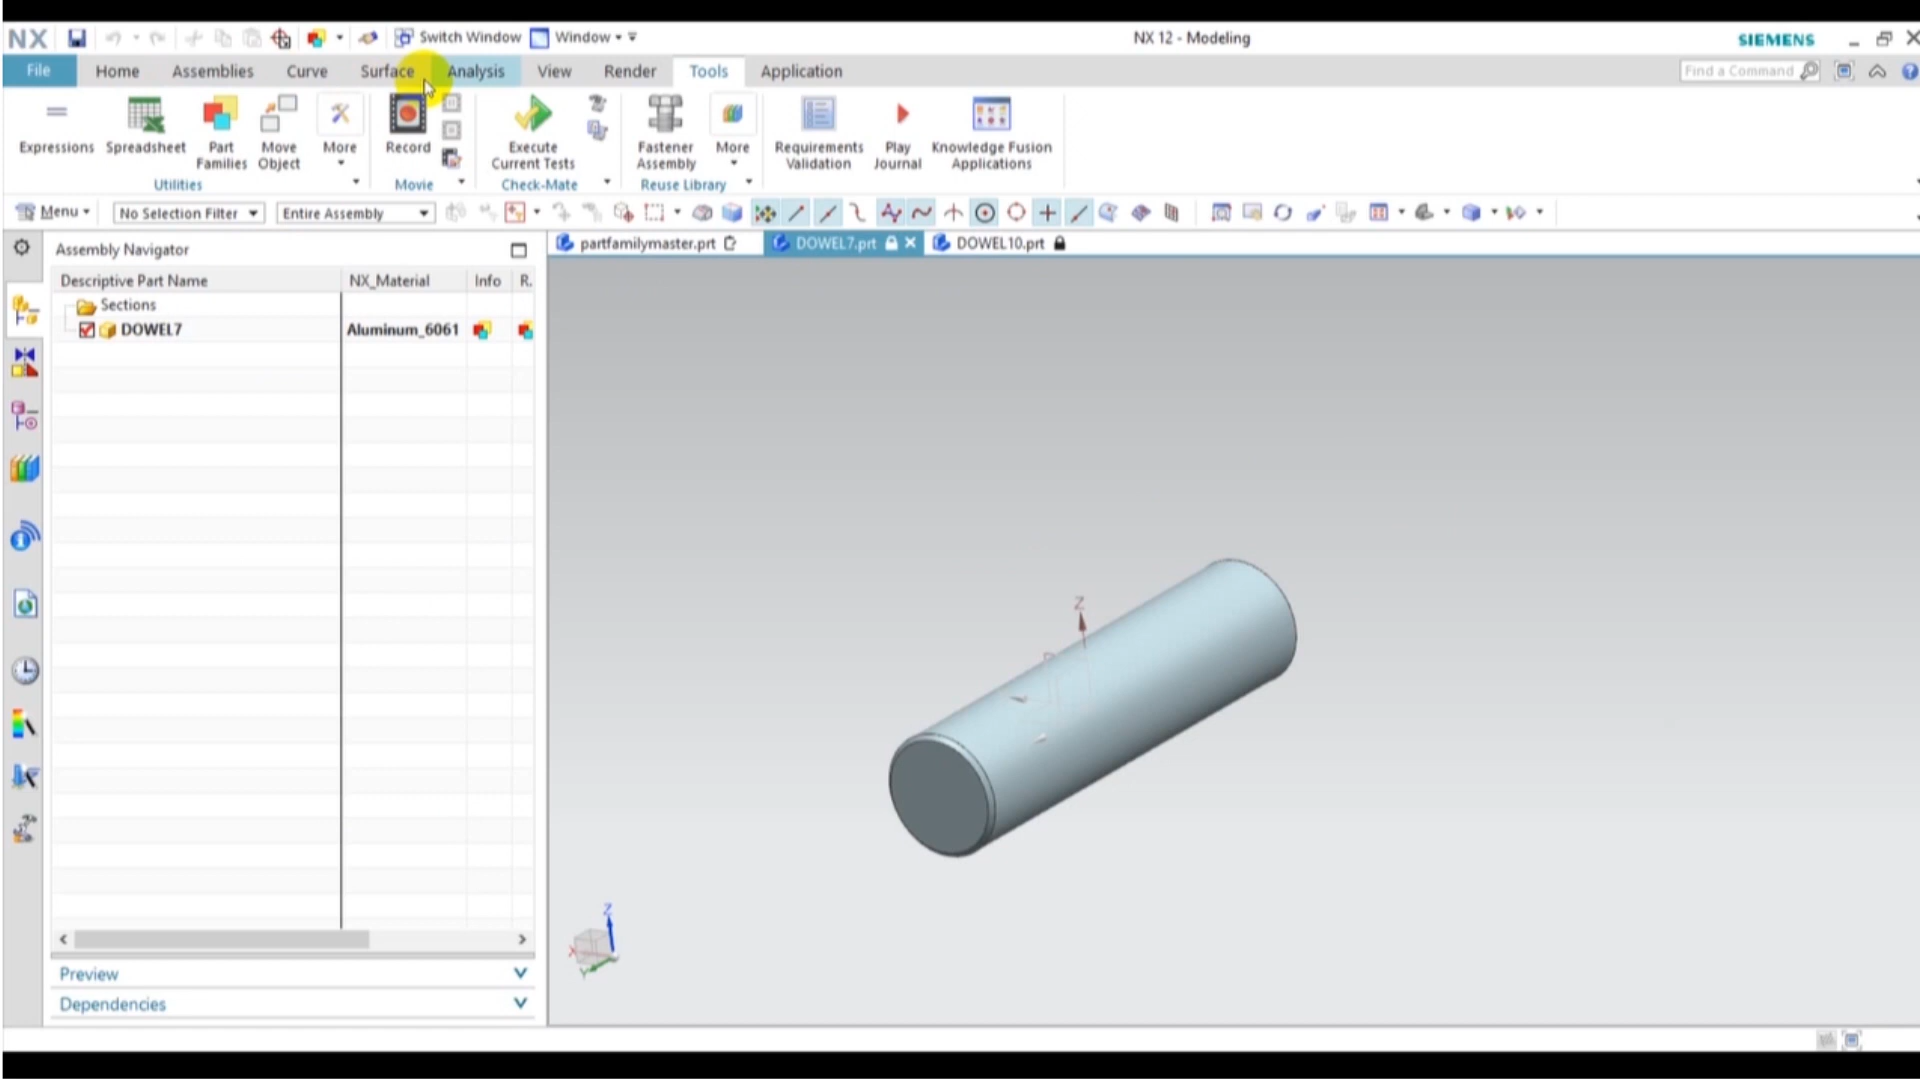 NX Switch Window Window NX 12 - Modeling SIEMENS
File Home Assemblies Curve Surface Analysis View Render Tools Application Find a Command
Expressions Spreadsheet Part Families Move Object More Record Execute Current Tests Fastener Assembly More Requirements Validation Play Journal Knowledge Fusion Applications
Utilities Movie Check-Mate Reuse Library
Menu No Selection Filter Entire Assembly
Assembly Navigator partfamilymaster.prt DOWEL7.prt DOWEL10.prt
Descriptive Part Name NX_Material Info R.
Sections
DOWEL7 Aluminum_6061
Z
Z
X
Y
Preview
Dependencies